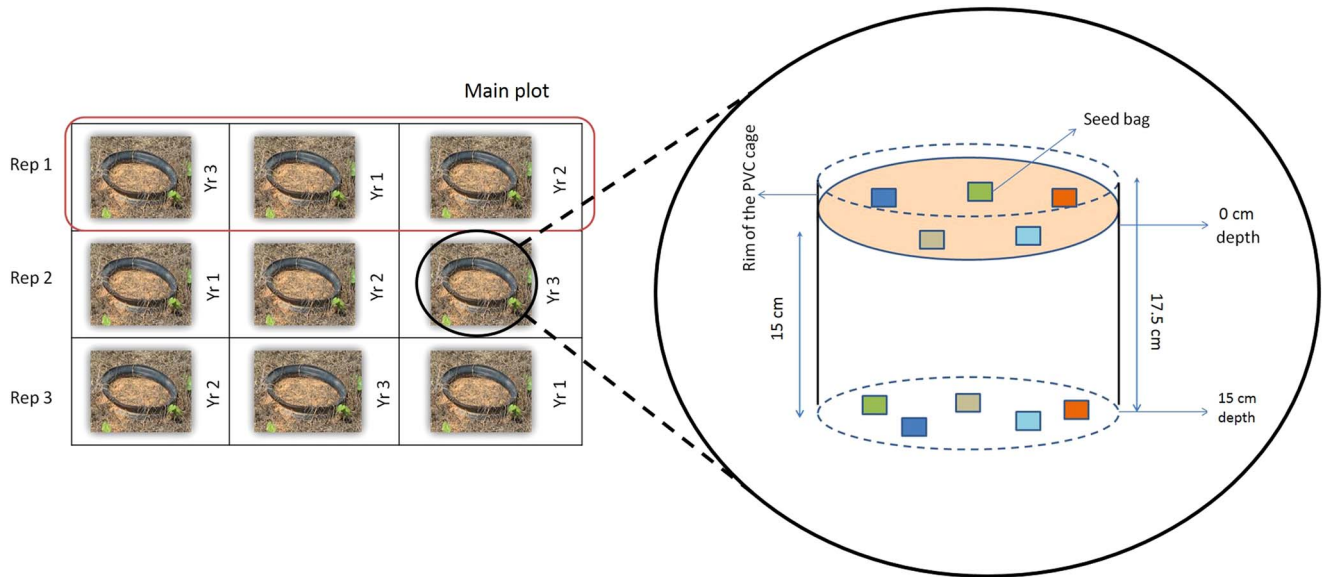 Main plot
Rep 1
Yr 3
Yr 1
Yr 2
Rep 2
Yr 1
Yr 2
Yr 3
Rep 3
Yr 2
Yr 3
Yr 1
Seed bag
Rim of the PVC cage
0 cm
depth
15 cm
17.5 cm
15 cm
depth